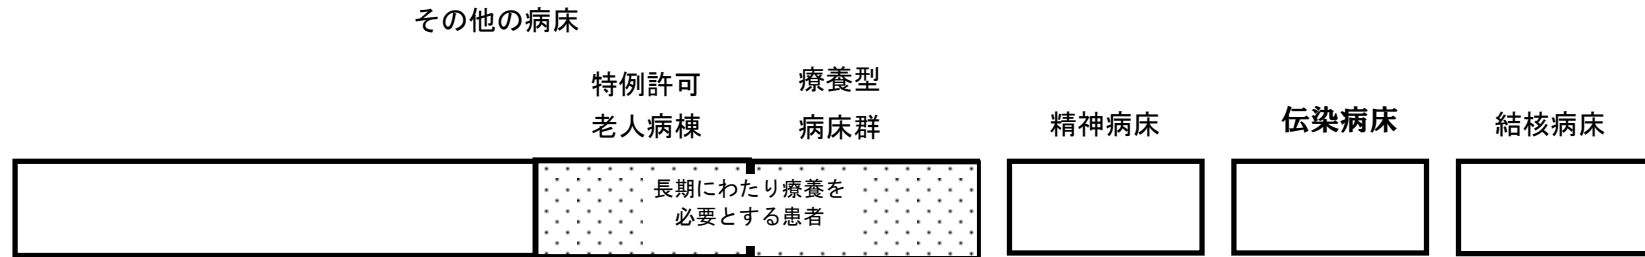 その他の病床
特例許可
老人病棟
療養型
病床群
精神病床
伝染病床
結核病床
長期にわたり療養を
必要とする患者